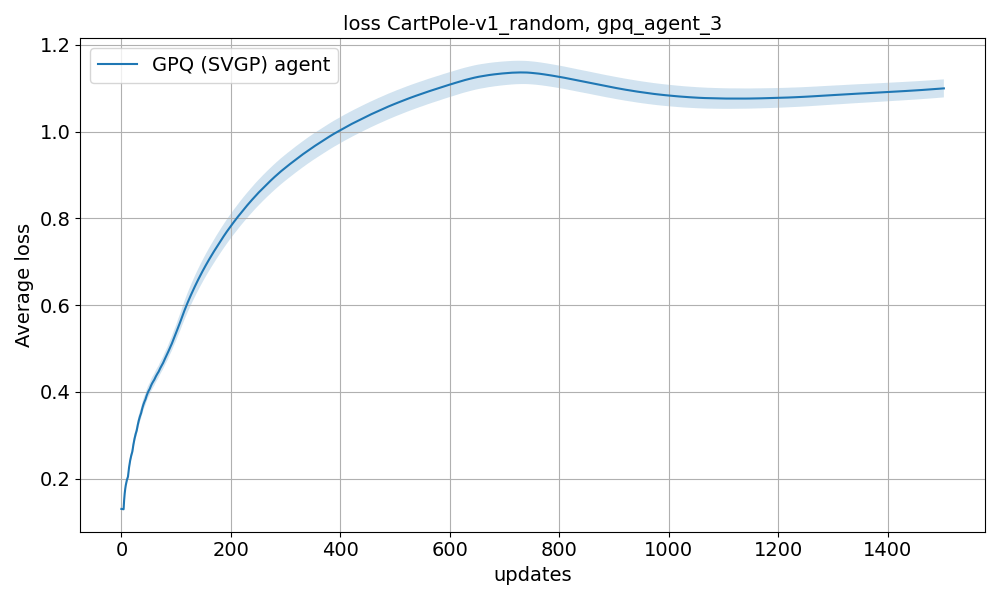 loss CartPole-v1_random, gpq_agent_3
GPQ (SVGP) agent
Average loss
1.2
1.0
0.8
0.6
0.4
0.2
0 200 400 600 800 1000 1200 1400
updates